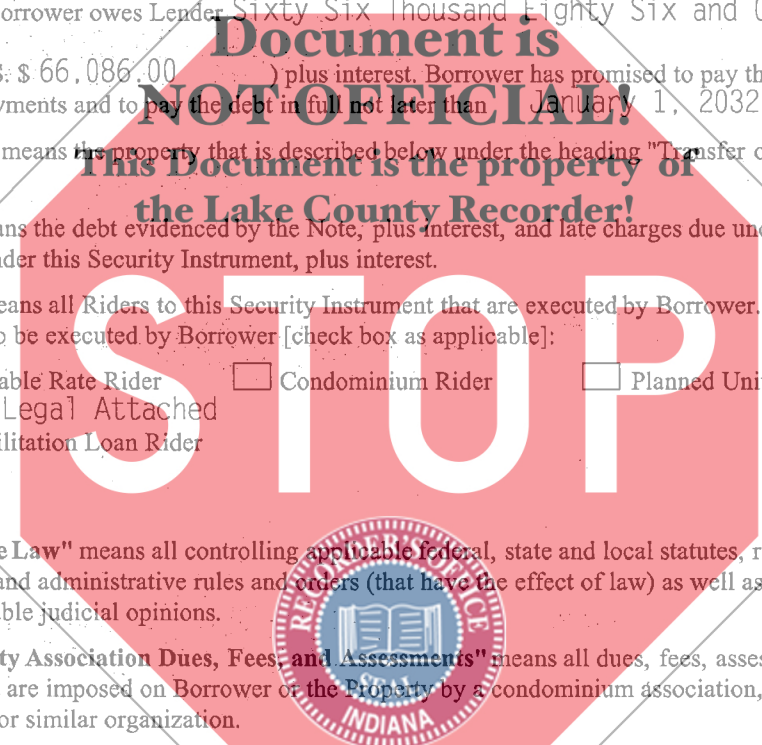 orrower owes Lender Sixty Six Thousand Eighty Six and
Document is
S. $ 66,086.00 ) plus interest. Borrower has promised to pay th
NOT OFFICIAL!
yments and to pay the debt in full not later than January 1, 2032
means the property that is described below under the heading "Transfer o
This Document is the property of
the Lake County Recorder!
ans the debt evidenced by the Note, plus interest, and late charges due un
der this Security Instrument, plus interest.
STOP
eans all Riders to this Security Instrument that are executed by Borrower.
o be executed by Borrower [check box as applicable]:
able Rate Rider Condominium Rider Planned Uni
Legal Attached
ilitation Loan Rider
e Law" means all controlling applicable federal, state and local statutes, r
and administrative rules and orders (that have the effect of law) as well as
ble judicial opinions.
RECORDER'S OFFICE
SEAL
INDIANA
ty Association Dues, Fees, and Assessments" means all dues, fees, asses
are imposed on Borrower or the Property by a condominium association,
or similar organization.